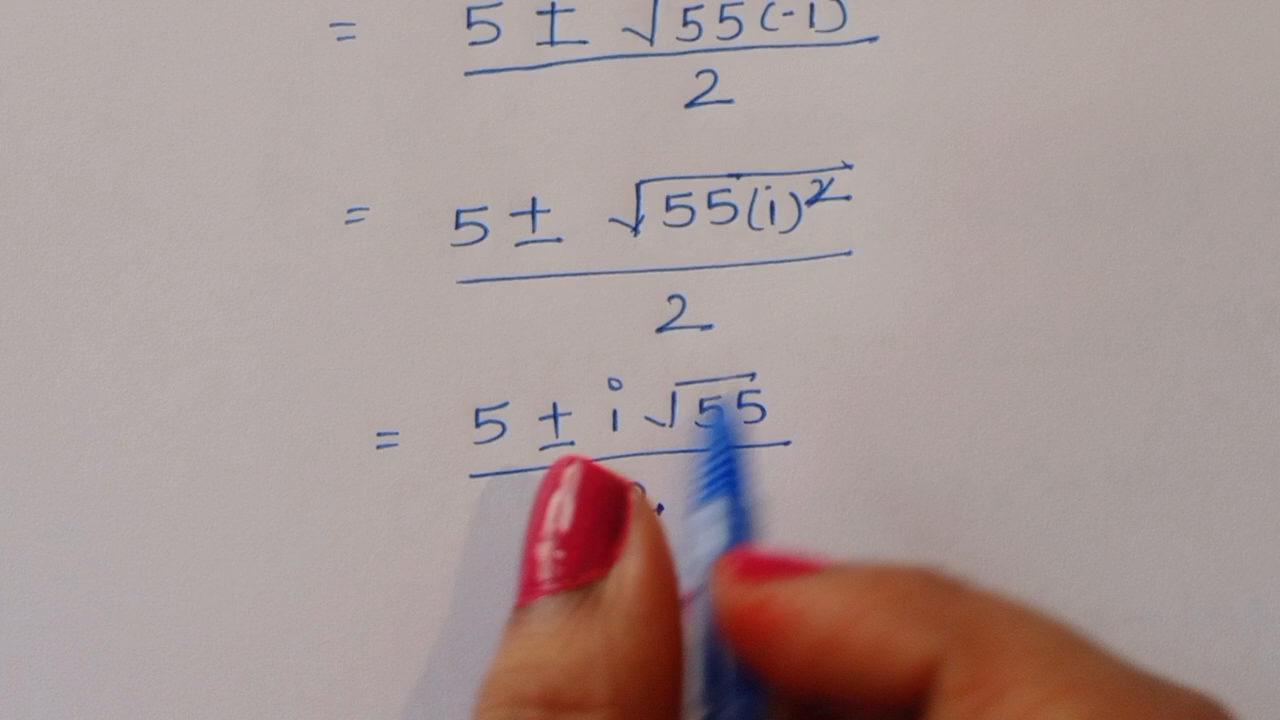 = 5 ± √55(-1)
2
= 5 ± √55(i)²
2
= 5 ± i√55